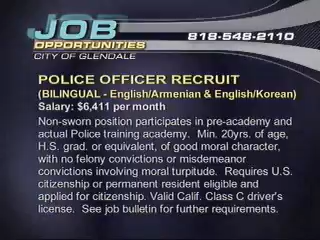 JOB
818-548-2110
OPPORTUNITIES
CITY OF GLENDALE
POLICE OFFICER RECRUIT
(BILINGUAL - English/Armenian & English/Korean)
Salary: $6,411 per month
Non-sworn position participates in pre-academy and
actual Police training academy. Min. 20yrs. of age,
H.S. grad. or equivalent, of good moral character,
with no felony convictions or misdemeanor
convictions involving moral turpitude. Requires U.S.
citizenship or permanent resident eligible and
applied for citizenship. Valid Calif. Class C driver's
license. See job bulletin for further requirements.